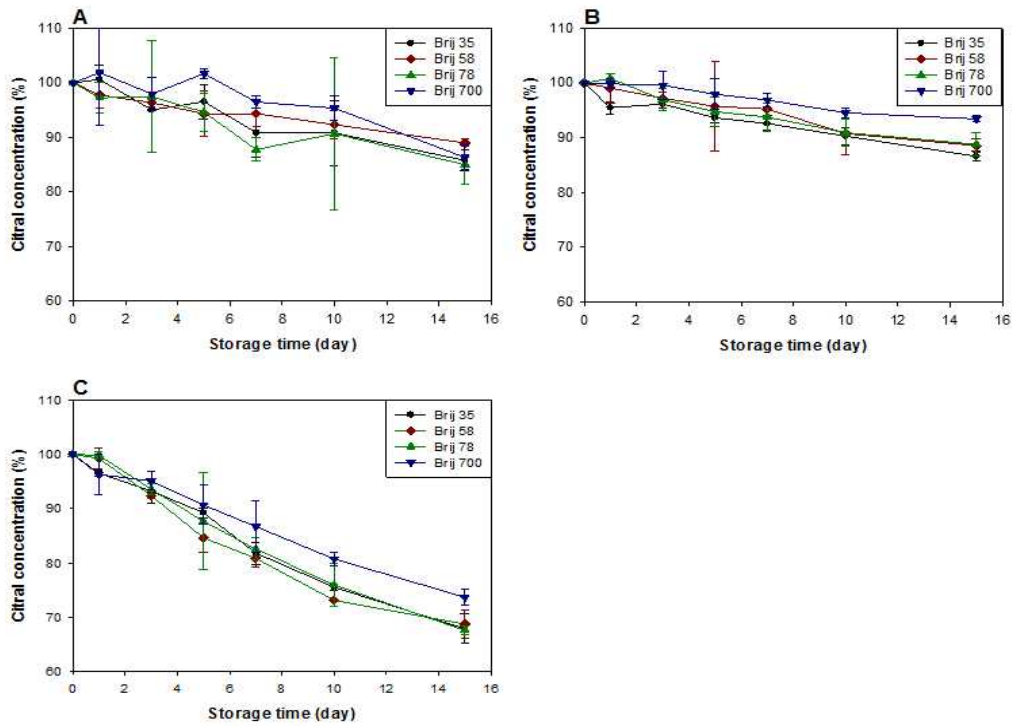 A
110
100
90
80
70
60
Citral concentration (%)
Brij 35
Brij 58
Brij 78
Brij 700
0 2 4 6 8 10 12 14 16
Storage time (day)
B
110
100
90
80
70
60
Citral concentration (%)
Brij 35
Brij 58
Brij 78
Brij 700
0 2 4 6 8 10 12 14 16
Storage time (day)
C
110
100
90
80
70
60
Citral concentration (%)
Brij 35
Brij 58
Brij 78
Brij 700
0 2 4 6 8 10 12 14 16
Storage time (day)